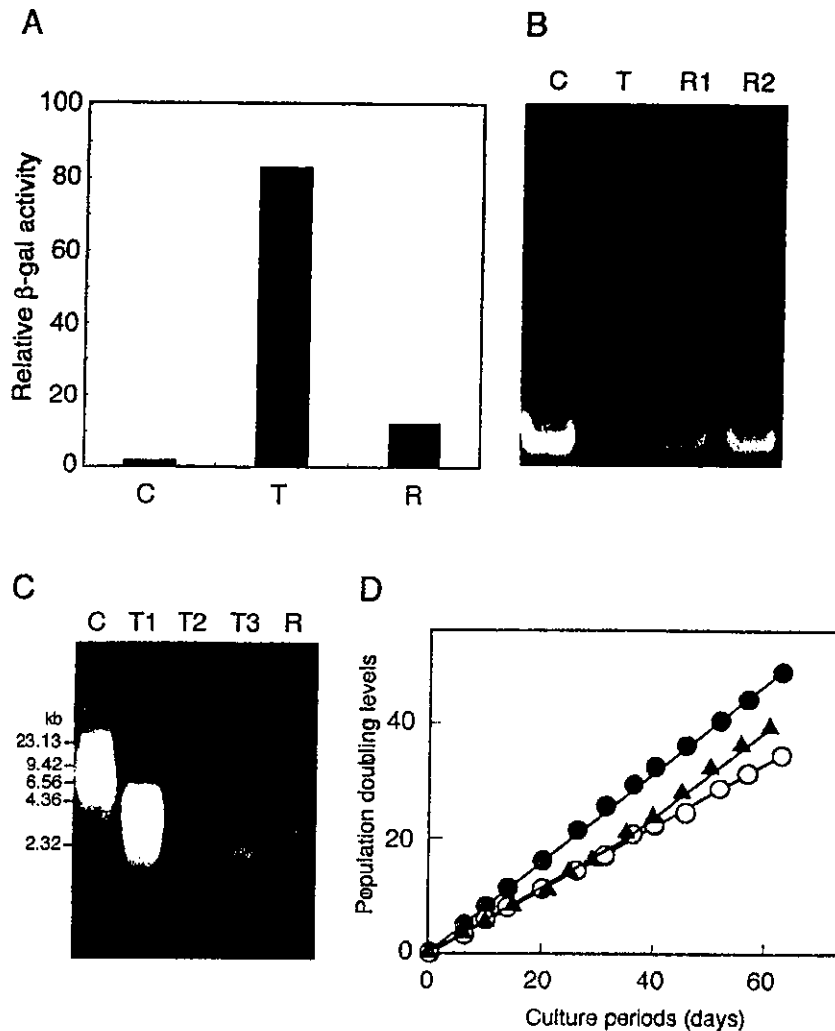 A
Relative β-gal activity
100
80
60
40
20
0
C T R
B
C T R1 R2
C
C T1 T2 T3 R
kb
23.13
9.42
6.56
4.36
2.32
D
Population doubling levels
40
20
0
0 20 40 60
Culture periods (days)